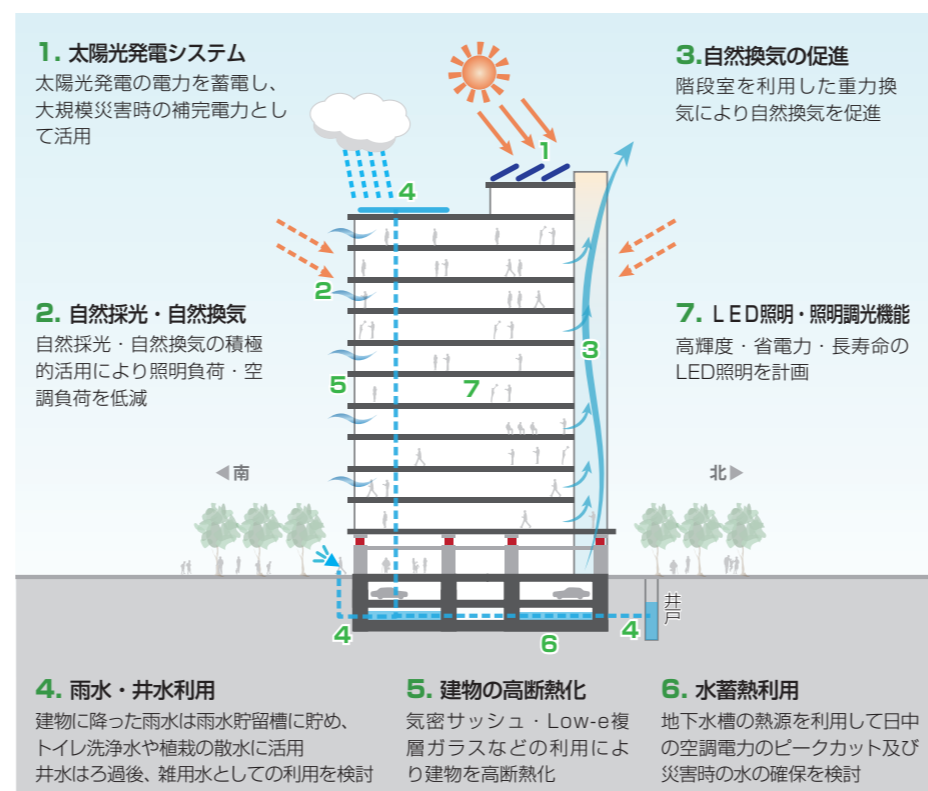 1. 太陽光発電システム
太陽光発電の電力を蓄電し、
大規模災害時の補完電力とし
て活用
3.自然換気の促進
階段室を利用した重力換
気により自然換気を促進
1
4
2
2. 自然採光・自然換気
自然採光・自然換気の積極
的活用により照明負荷・空
調負荷を低減
7. LED照明・照明調光機能
高輝度・省電力・長寿命の
LED照明を計画
3
5
7
◀南
北▶
井戸
4
6
4
4. 雨水・井水利用
建物に降った雨水は雨水貯留槽に貯め、
トイレ洗浄水や植栽の散水に活用
井水はろ過後、雑用水としての利用を検討
5. 建物の高断熱化
気密サッシュ・Low-e複
層ガラスなどの利用によ
り建物を高断熱化
6. 水蓄熱利用
地下水槽の熱源を利用して日中
の空調電力のピークカット及び
災害時の水の確保を検討